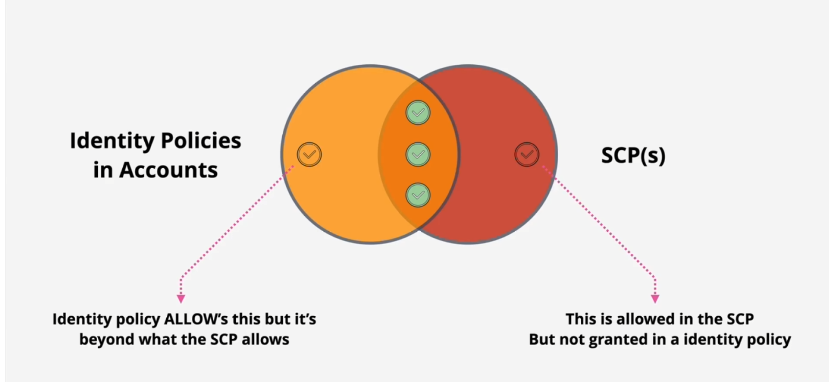 Identity Policies
in Accounts
SCP(s)
Identity policy ALLOW's this but it's
beyond what the SCP allows
This is allowed in the SCP
But not granted in a identity policy